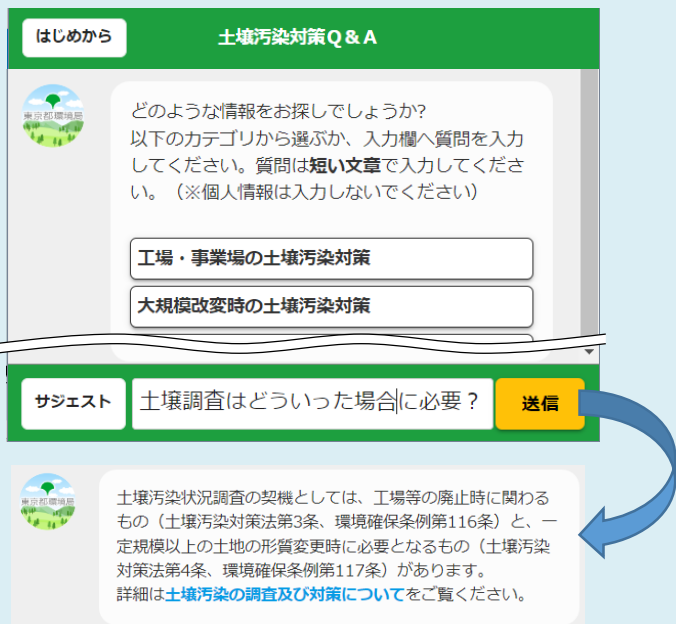 はじめから
土壌汚染対策Q&A
東京都環境局
どのような情報をお探しでしょうか?
以下のカテゴリから選ぶか、入力欄へ質問を入力
してください。質問は短い文章で入力してくださ
い。（※個人情報は入力しないでください）
工場・事業場の土壌汚染対策
大規模改変時の土壌汚染対策
サジェスト
土壌調査はどういった場合に必要？
送信
東京都環境局
土壌汚染状況調査の契機としては、工場等の廃止時に関わる
もの（土壌汚染対策法第3条、環境確保条例第116条）と、一
定規模以上の土地の形質変更時に必要となるもの（土壌汚染
対策法第4条、環境確保条例第117条）があります。
詳細は土壌汚染の調査及び対策についてをご覧ください。